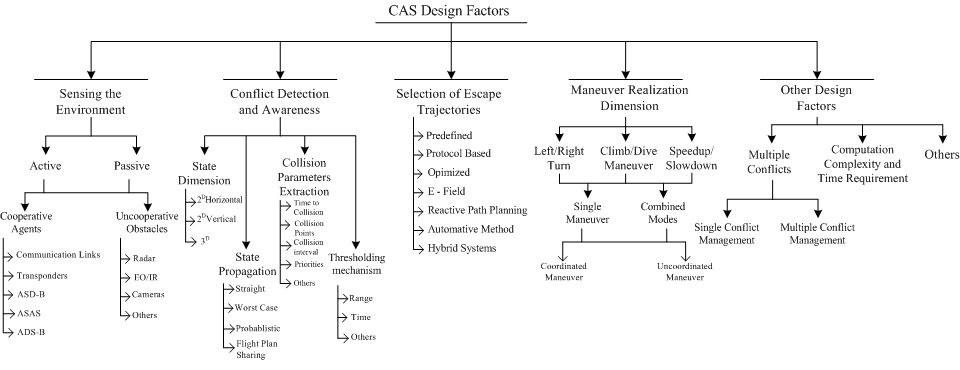 CAS Design Factors
Sensing the
Environment
Active
Passive
Cooperative
Agents
Communication Links
Transponders
ASD-B
ASAS
ADS-B
Uncooperative
Obstacles
Radar
EO/IR
Cameras
Others
Conflict Detection
and Awareness
State
Dimension
2ᴰHorizontal
2ᴰVertical
3ᴰ
State
Propagation
Straight
Worst Case
Probablistic
Flight Plan
Sharing
Collision
Parameters
Extraction
Time to
Collision
Collision
Points
Collision
interval
Priorities
Others
Thresholding
mechanism
Range
Time
Others
Selection of Escape
Trajectories
Predefined
Protocol Based
Opimized
E - Field
Reactive Path Planning
Automative Method
Hybrid Systems
Maneuver Realization
Dimension
Left/Right
Turn
Climb/Dive
Maneuver
Speedup/
Slowdown
Single
Maneuver
Combined
Modes
Coordinated
Maneuver
Uncoordinated
Maneuver
Other Design
Factors
Multiple
Conflicts
Computation
Complexity and
Time Requirement
Others
Single Conflict
Management
Multiple Conflict
Management